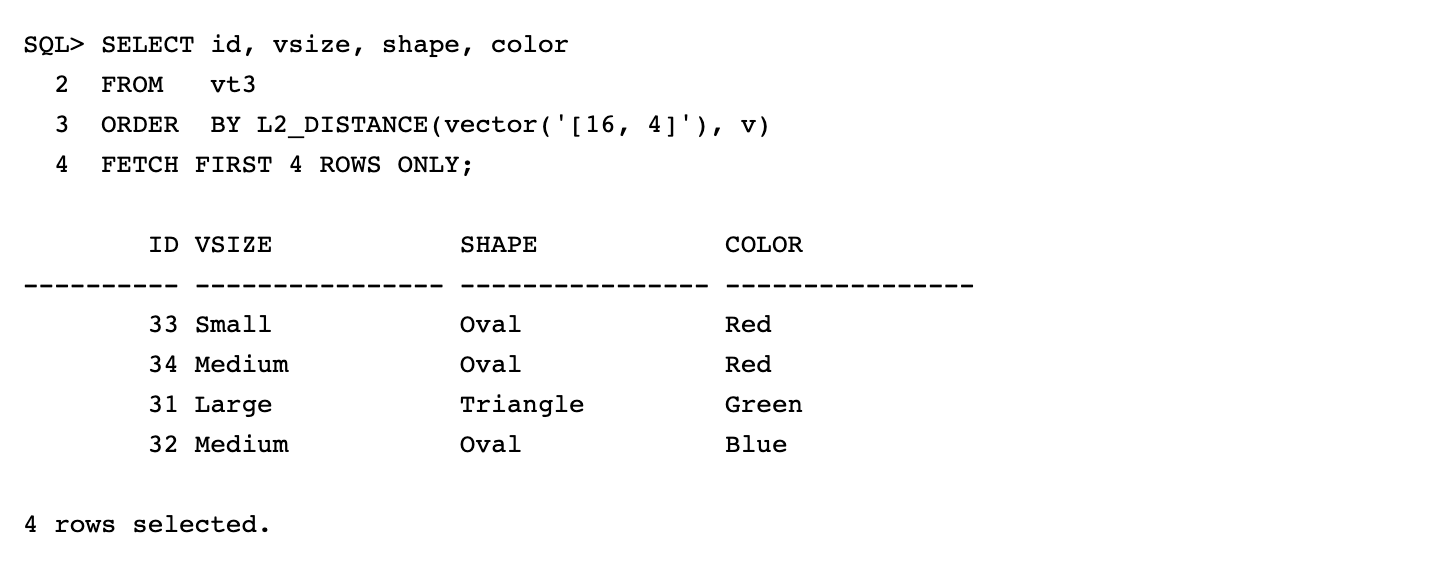 SQL> SELECT id, vsize, shape, color
  2  FROM   vt3
  3  ORDER  BY L2_DISTANCE(vector('[16, 4]'), v)
  4  FETCH FIRST 4 ROWS ONLY;

        ID VSIZE            SHAPE            COLOR
---------- ---------------- ---------------- ----------------
        33 Small            Oval             Red
        34 Medium           Oval             Red
        31 Large            Triangle         Green
        32 Medium           Oval             Blue

4 rows selected.